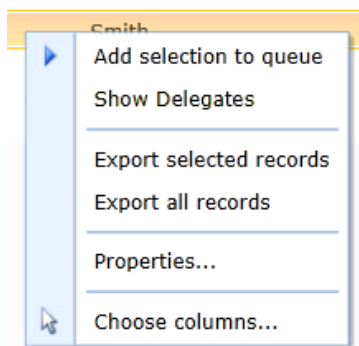 Smith
Add selection to queue
Show Delegates
Export selected records
Export all records
Properties...
Choose columns...